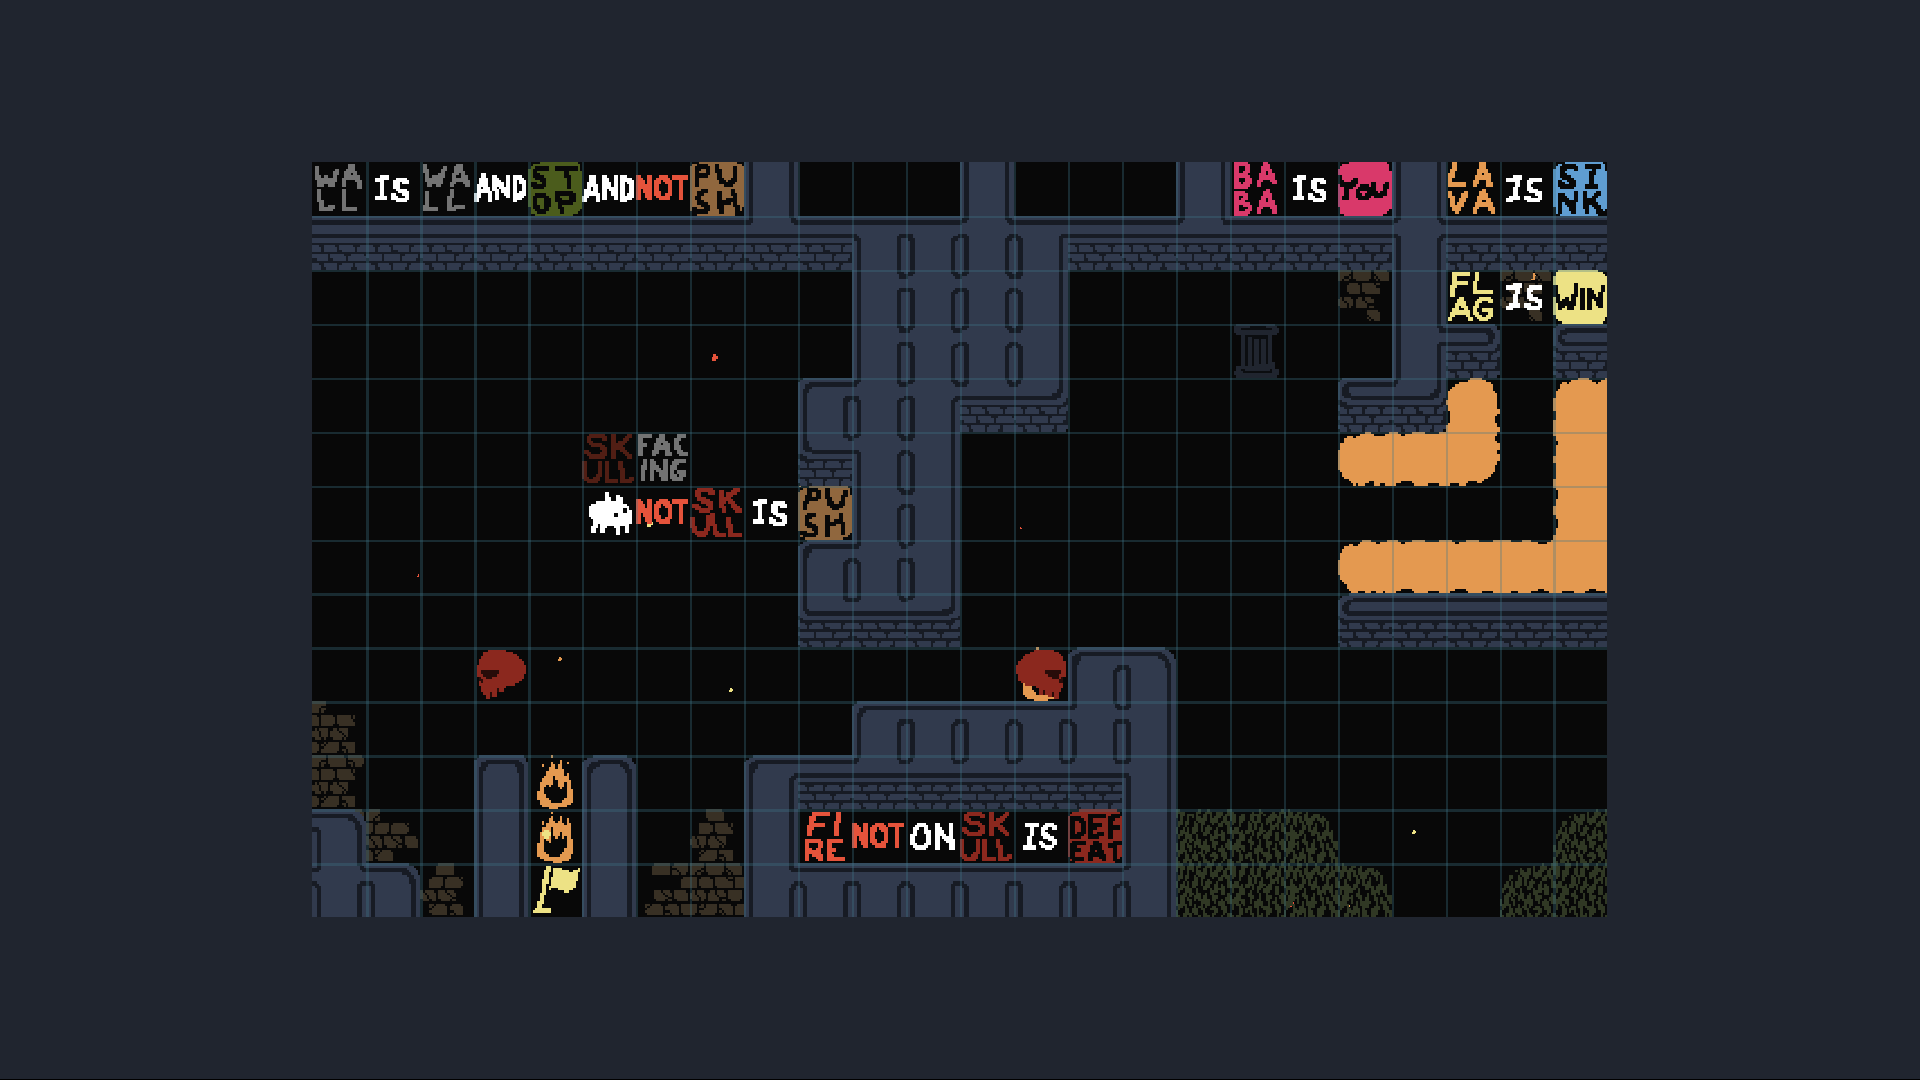 WALL IS WALL AND STOP AND NOT PUSH
BABA IS YOU
LAVA IS STNK
FLAG IS WIN
SKULL FACING
NOT SKULL IS PUSH
FIRE NOT ON SKULL IS DEFEAT